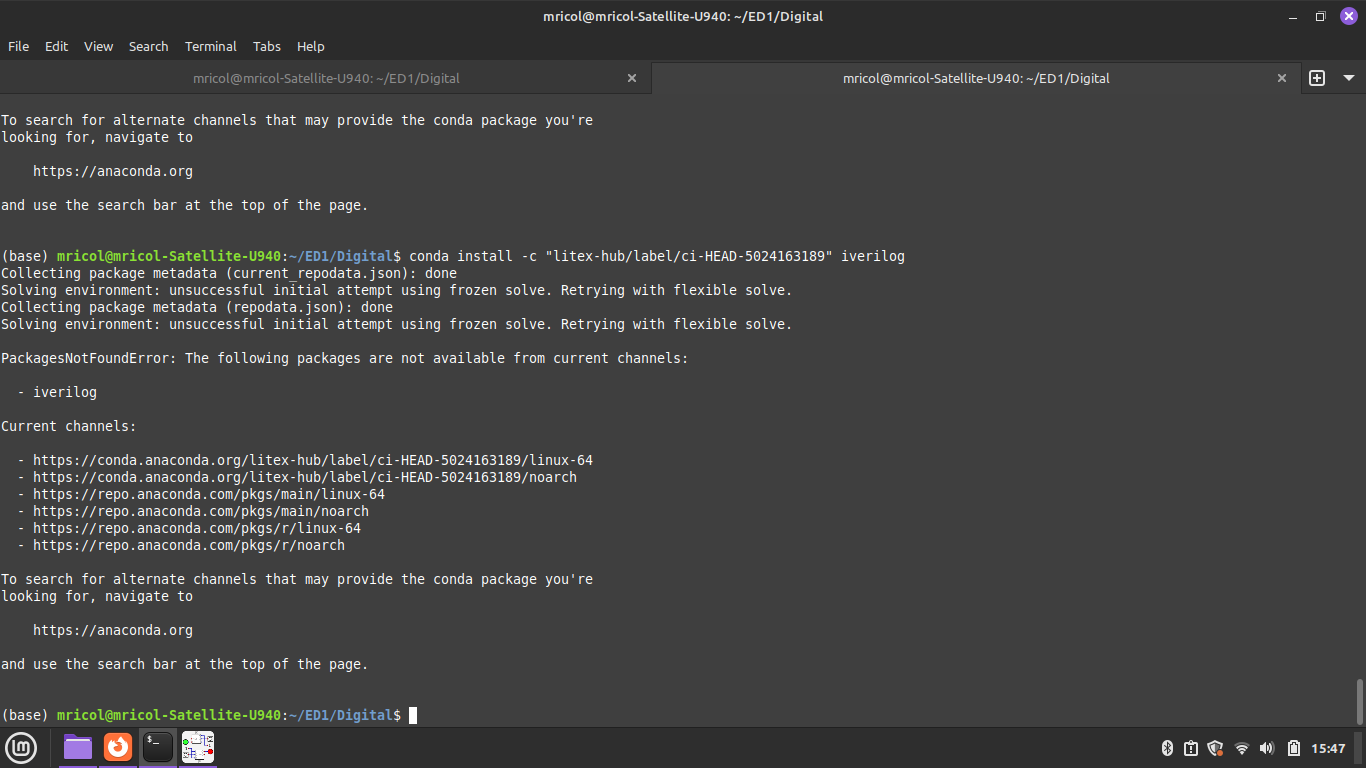 mricol@mricol-Satellite-U940: ~/ED1/Digital
File Edit View Search Terminal Tabs Help
mricol@mricol-Satellite-U940: ~/ED1/Digital
mricol@mricol-Satellite-U940: ~/ED1/Digital
To search for alternate channels that may provide the conda package you're
looking for, navigate to
https://anaconda.org
and use the search bar at the top of the page.
(base) mricol@mricol-Satellite-U940:~/ED1/Digital$ conda install -c "litex-hub/label/ci-HEAD-5024163189" iverilog
Collecting package metadata (current_repodata.json): done
Solving environment: unsuccessful initial attempt using frozen solve. Retrying with flexible solve.
Collecting package metadata (repodata.json): done
Solving environment: unsuccessful initial attempt using frozen solve. Retrying with flexible solve.
PackagesNotFoundError: The following packages are not available from current channels:
- iverilog
Current channels:
- https://conda.anaconda.org/litex-hub/label/ci-HEAD-5024163189/linux-64
- https://conda.anaconda.org/litex-hub/label/ci-HEAD-5024163189/noarch
- https://repo.anaconda.com/pkgs/main/linux-64
- https://repo.anaconda.com/pkgs/main/noarch
- https://repo.anaconda.com/pkgs/r/linux-64
- https://repo.anaconda.com/pkgs/r/noarch
To search for alternate channels that may provide the conda package you're
looking for, navigate to
https://anaconda.org
and use the search bar at the top of the page.
(base) mricol@mricol-Satellite-U940:~/ED1/Digital$
15:47